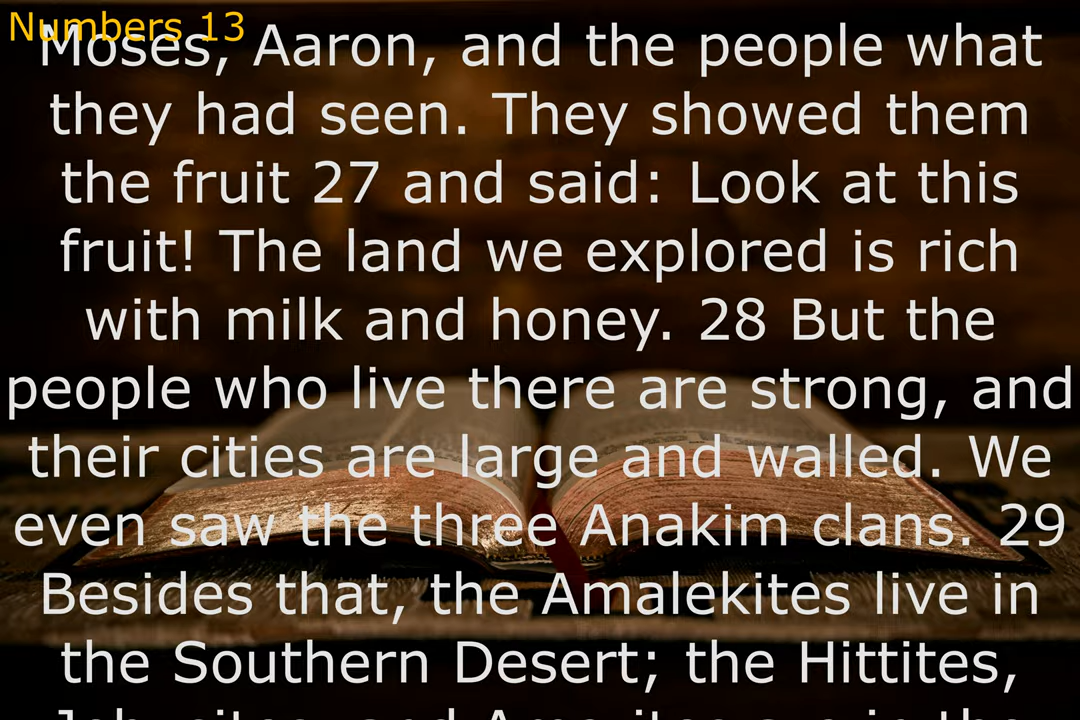 Numbers 13
Moses, Aaron, and the people what
they had seen. They showed them
the fruit 27 and said: Look at this
fruit! The land we explored is rich
with milk and honey. 28 But the
people who live there are strong, and
their cities are large and walled. We
even saw the three Anakim clans. 29
Besides that, the Amalekites live in
the Southern Desert; the Hittites,